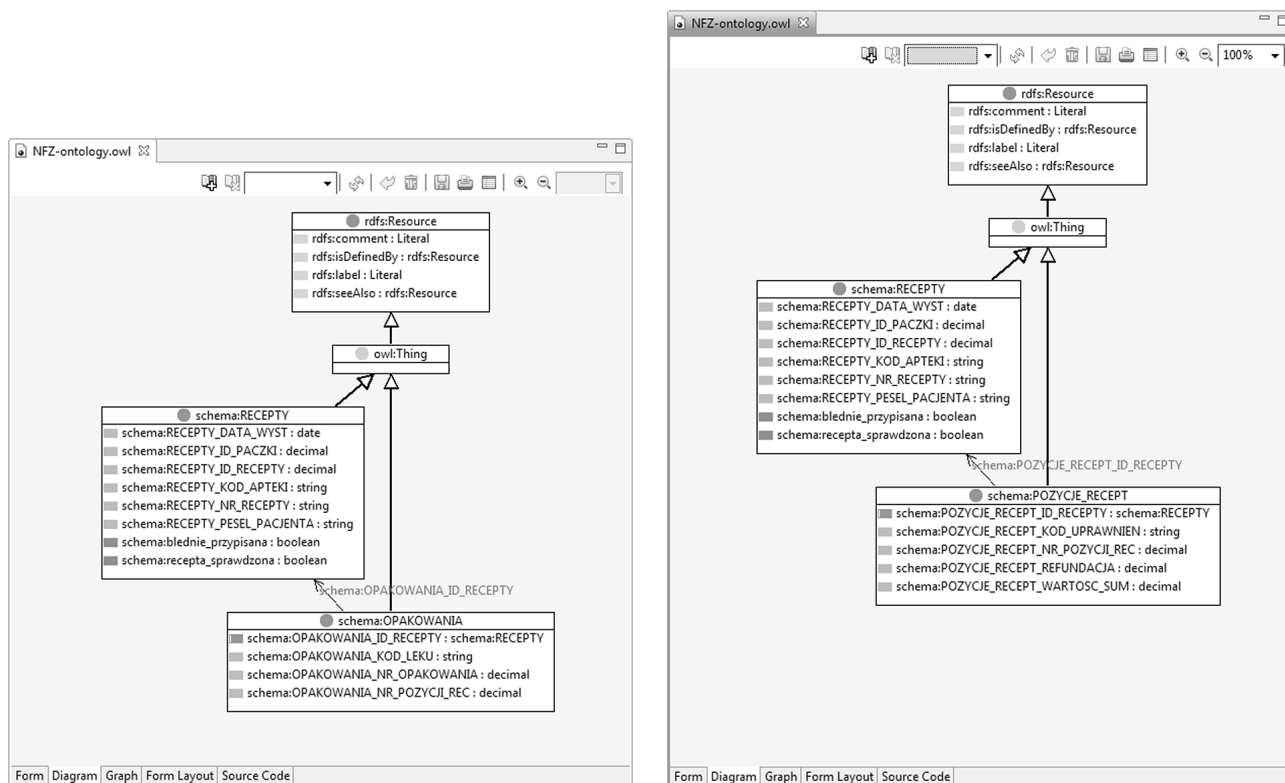 NFZ-ontology.owl
rdfs:Resource
rdfs:comment : Literal
rdfs:isDefinedBy : rdfs:Resource
rdfs:label : Literal
rdfs:seeAlso : rdfs:Resource
owl:Thing
schema:RECEPTY
schema:RECEPTY_DATA_WYST : date
schema:RECEPTY_ID_PACZKI : decimal
schema:RECEPTY_ID_RECEPTY : decimal
schema:RECEPTY_KOD_APTEKI : string
schema:RECEPTY_NR_RECEPTY : string
schema:RECEPTY_PESEL_PACJENTA : string
schema:blednie_przypisana : boolean
schema:recepta_sprawdzona : boolean
schema:OPAKOWANIA_ID_RECEPTY
schema:OPAKOWANIA
schema:OPAKOWANIA_ID_RECEPTY : schema:RECEPTY
schema:OPAKOWANIA_KOD_LEKU : string
schema:OPAKOWANIA_NR_OPAKOWANIA : decimal
schema:OPAKOWANIA_NR_POZYCJI_REC : decimal
Form Diagram Graph Form Layout Source Code
NFZ-ontology.owl
100%
rdfs:Resource
rdfs:comment : Literal
rdfs:isDefinedBy : rdfs:Resource
rdfs:label : Literal
rdfs:seeAlso : rdfs:Resource
owl:Thing
schema:RECEPTY
schema:RECEPTY_DATA_WYST : date
schema:RECEPTY_ID_PACZKI : decimal
schema:RECEPTY_ID_RECEPTY : decimal
schema:RECEPTY_KOD_APTEKI : string
schema:RECEPTY_NR_RECEPTY : string
schema:RECEPTY_PESEL_PACJENTA : string
schema:blednie_przypisana : boolean
schema:recepta_sprawdzona : boolean
schema:POZYCJE_RECEPT_ID_RECEPTY
schema:POZYCJE_RECEPT
schema:POZYCJE_RECEPT_ID_RECEPTY : schema:RECEPTY
schema:POZYCJE_RECEPT_KOD_UPRAWNIEN : string
schema:POZYCJE_RECEPT_NR_POZYCJI_REC : decimal
schema:POZYCJE_RECEPT_REFUNDACJA : decimal
schema:POZYCJE_RECEPT_WARTOSC_SUM : decimal
Form Diagram Graph Form Layout Source Code